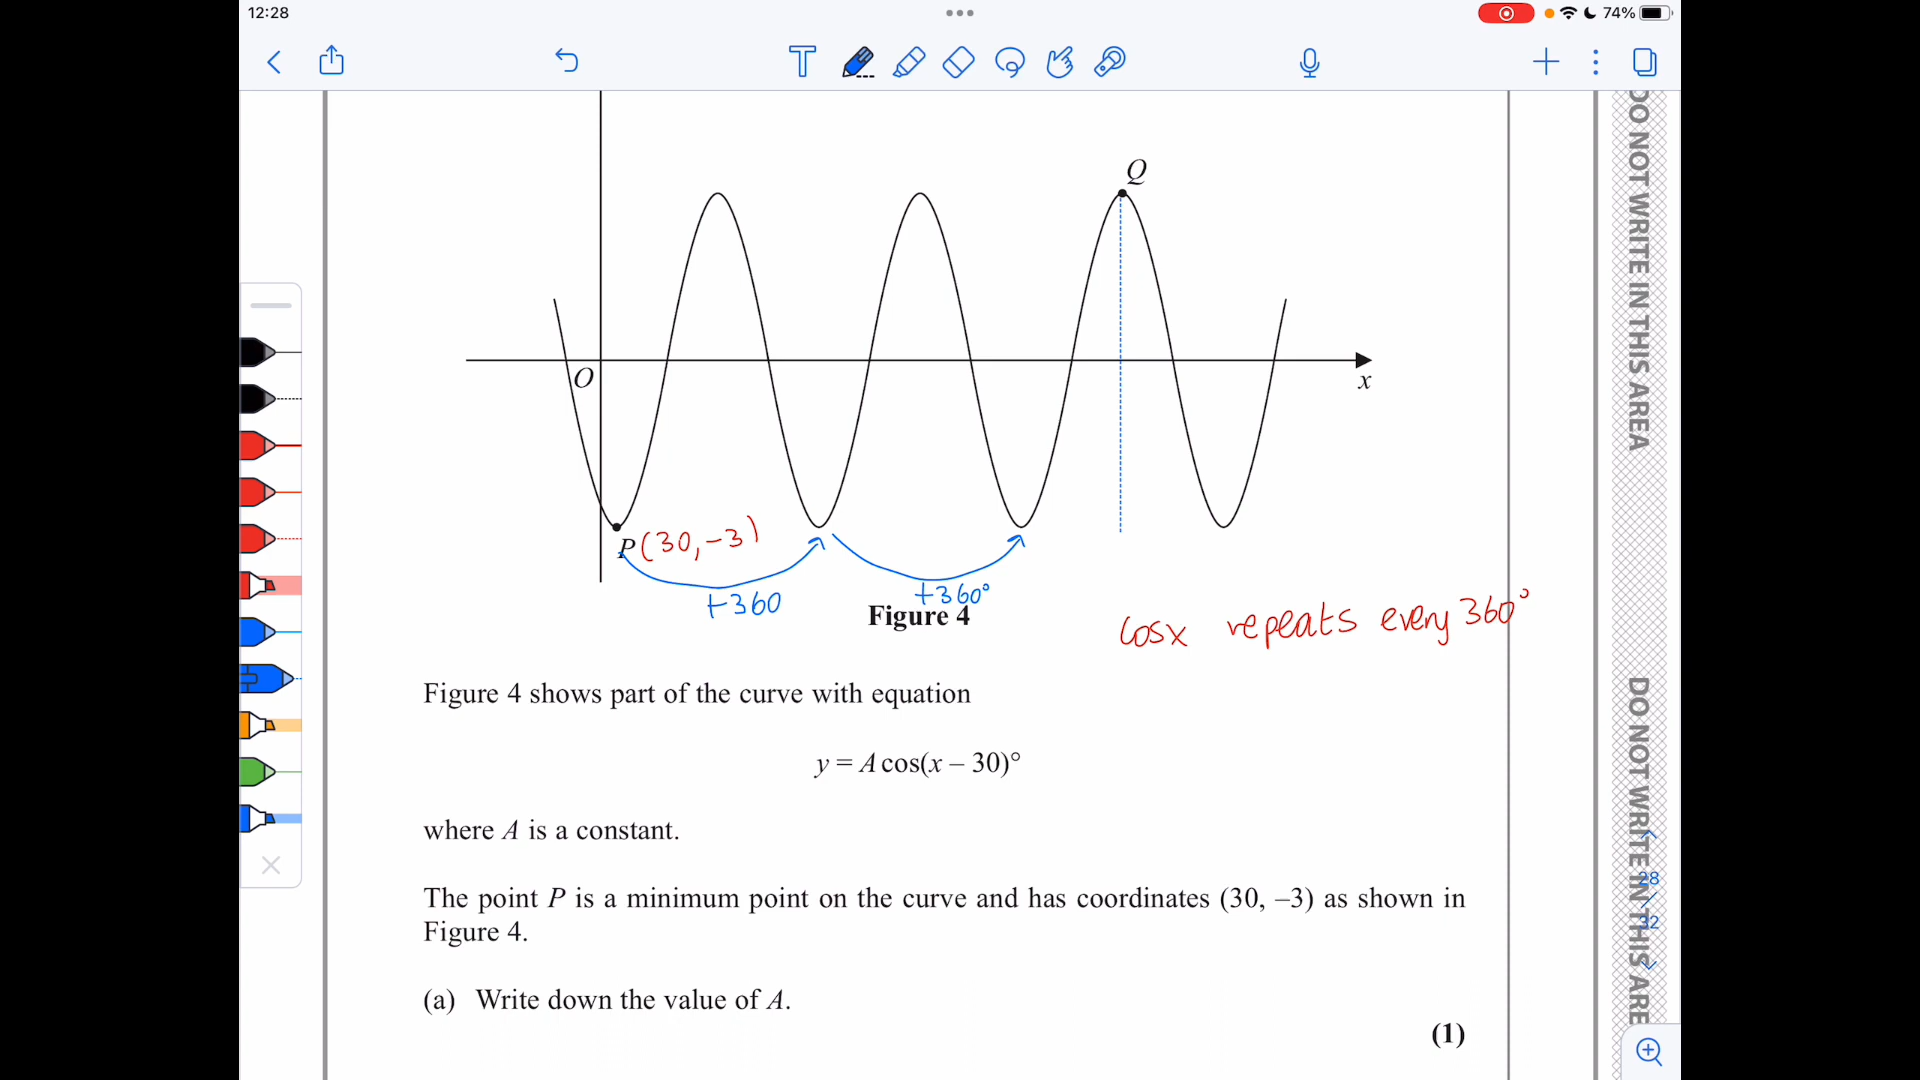 12:28
74%
DO NOT WRITE IN THIS AREA
Q
O
x
P (30, -3)
+360
+360°
Figure 4
cosx repeats every 360°
Figure 4 shows part of the curve with equation
y = A cos(x – 30)°
where A is a constant.
The point P is a minimum point on the curve and has coordinates (30, –3) as shown in
Figure 4.
(a) Write down the value of A.
(1)
DO NOT WRITE IN THIS ARE
28
/
32